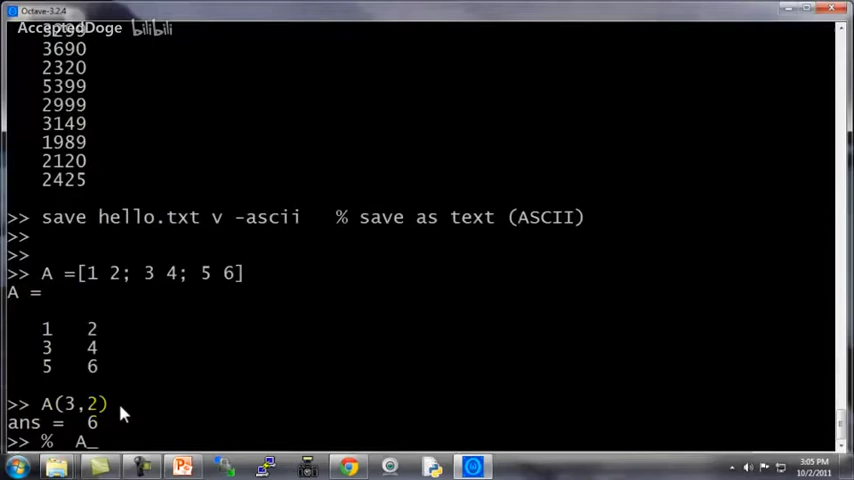 Octave-3.2.4
AcceptedDoge bilibili
3299
3690
2320
5399
2999
3149
1989
2120
2425
>> save hello.txt v -ascii   % save as text (ASCII)
>>
>>
>> A =[1 2; 3 4; 5 6]
A =
1 2
3 4
5 6
>> A(3,2)
ans = 6
>> % A_
3:05 PM
10/2/2011